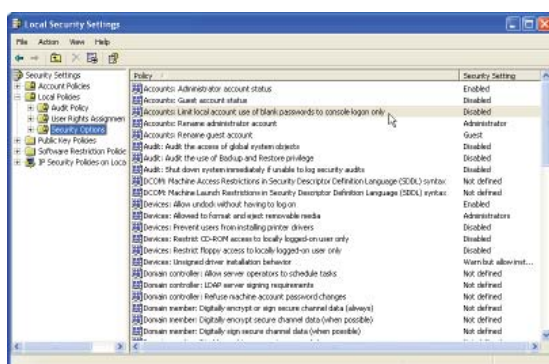 Local Security Settings
File Action View Help
Security Settings
Account Policies
Local Policies
Audit Policy
User Rights Assignmen
Security Options
Public Key Policies
Software Restriction Policie
IP Security Policies on Loca
Policy Security Setting
Accounts: Administrator account status Enabled
Accounts: Guest account status Disabled
Accounts: Limit local account use of blank passwords to console logon only Disabled
Accounts: Rename administrator account Administrator
Accounts: Rename guest account Guest
Audit: Audit the access of global system objects Disabled
Audit: Audit the use of Backup and Restore privilege Disabled
Audit: Shut down system immediately if unable to log security audits Disabled
DCOM: Machine Access Restrictions in Security Descriptor Definition Language (SDDL) syntax Not defined
DCOM: Machine Launch Restrictions in Security Descriptor Definition Language (SDDL) syntax Not defined
Devices: Allow undock without having to log on Enabled
Devices: Allowed to format and eject removable media Administrators
Devices: Prevent users from installing printer drivers Disabled
Devices: Restrict CD-ROM access to locally logged-on user only Disabled
Devices: Restrict floppy access to locally logged-on user only Disabled
Devices: Unsigned driver installation behavior Warn but allow inst...
Domain controller: Allow server operators to schedule tasks Not defined
Domain controller: LDAP server signing requirements Not defined
Domain controller: Refuse machine account password changes Not defined
Domain member: Digitally encrypt or sign secure channel data (always) Not defined
Domain member: Digitally encrypt secure channel data (when possible) Not defined
Domain member: Digitally sign secure channel data (when possible) Not defined